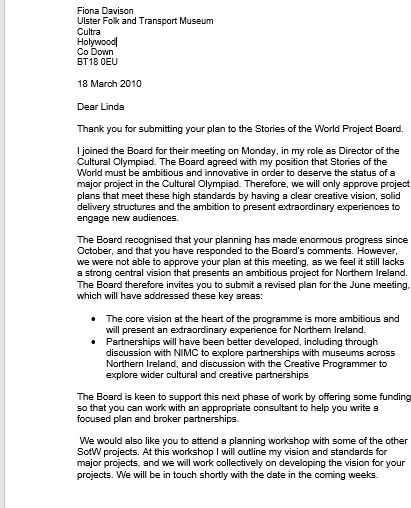 Fiona Davison
Ulster Folk and Transport Museum
Cultra
Holywood
Co Down
BT18 0EU
18 March 2010
Dear Linda
Thank you for submitting your plan to the Stories of the World Project Board.
I joined the Board for their meeting on Monday, in my role as Director of the
Cultural Olympiad. The Board agreed with my position that Stories of the
World must be ambitious and innovative in order to deserve the status of a
major project in the Cultural Olympiad. Therefore, we will only approve project
plans that meet these high standards by having a clear creative vision, solid
delivery structures and the ambition to present extraordinary experiences to
engage new audiences.
The Board recognised that your planning has made enormous progress since
October, and that you have responded to the Board's comments. However,
we were not able to approve your plan at this meeting, as we feel it still lacks
a strong central vision that presents an ambitious project for Northern Ireland.
The Board therefore invites you to submit a revised plan for the June meeting,
which will have addressed these key areas:
• The core vision at the heart of the programme is more ambitious and
will present an extraordinary experience for Northern Ireland.
• Partnerships will have been better developed, including through
discussion with NIMC to explore partnerships with museums across
Northern Ireland, and discussion with the Creative Programmer to
explore wider cultural and creative partnerships
The Board is keen to support this next phase of work by offering some funding
so that you can work with an appropriate consultant to help you write a
focused plan and broker partnerships.
We would also like you to attend a planning workshop with some of the other
SotW projects. At this workshop I will outline my vision and standards for
major projects, and we will work collectively on developing the vision for your
projects. We will be in touch shortly with the date in the coming weeks.